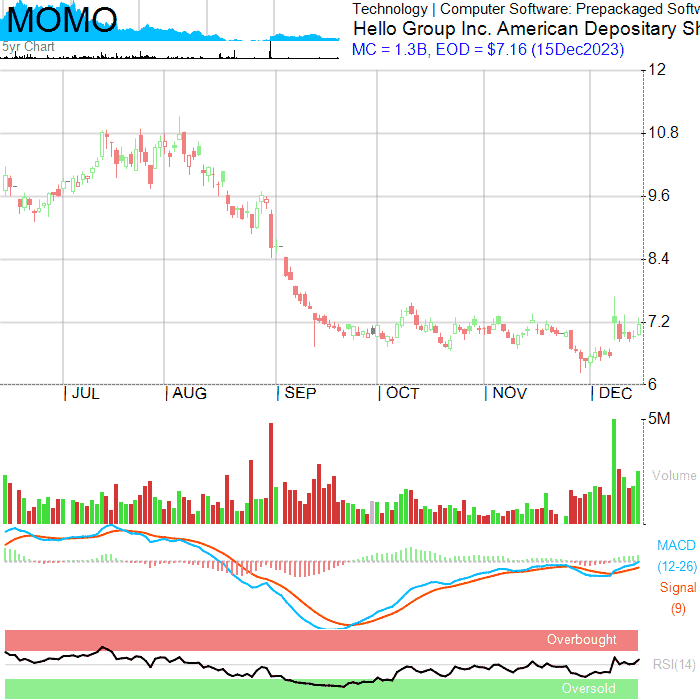 MOMO
5yr Chart
Technology | Computer Software: Prepackaged Softw
Hello Group Inc. American Depositary Sh
MC = 1.3B, EOD = $7.16 (15Dec2023)
12
10.8
9.6
8.4
7.2
6
JUL AUG SEP OCT NOV DEC
5M
Volume
MACD
(12-26)
Signal
(9)
Overbought
RSI(14)
Oversold